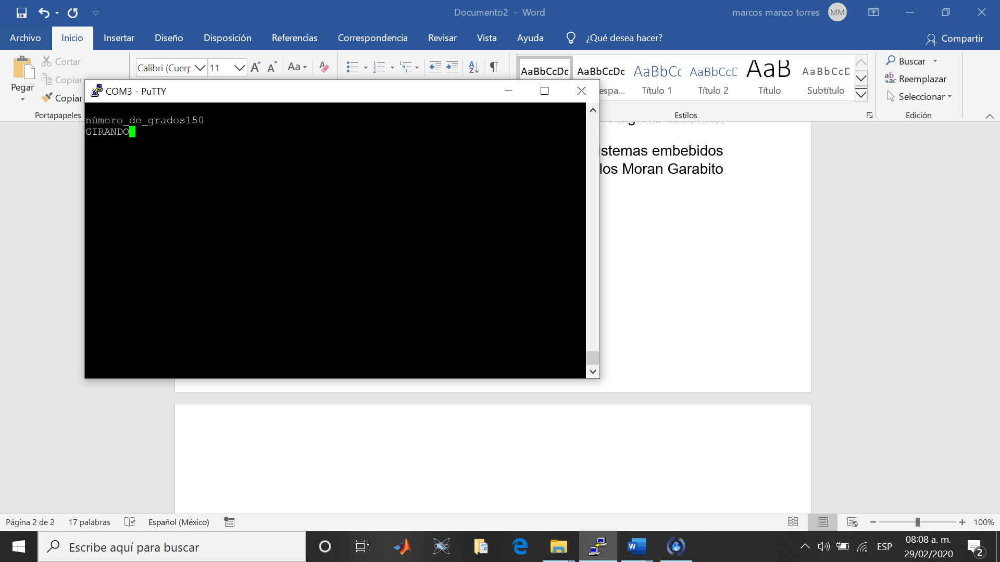 Documento2 - Word
marcos manzo torres
MM
Archivo
Inicio
Insertar
Diseño
Disposición
Referencias
Correspondencia
Revisar
Vista
Ayuda
¿Qué desea hacer?
Compartir
Pegar
Cortar
Copiar
Copiar
Portapapeles
Calibri (Cuerp
11
Aa
AaBbCcDc
AaBbCcDc
AaBbCc
AaBbCcD
AaB
AaBbCcD
espa...
Título 1
Título 2
Título
Subtítulo
Estilos
Buscar
Reemplazar
Seleccionar
Edición
COM3 - PuTTY
número_de_grados150
GIRANDO
istemas embebidos
los Moran Garabito
Página 2 de 2
17 palabras
Español (México)
100%
Escribe aquí para buscar
ESP
08:08 a. m.
29/02/2020
2